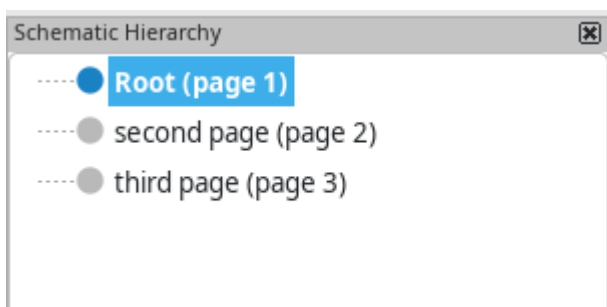 Schematic Hierarchy
Root (page 1)
second page (page 2)
third page (page 3)